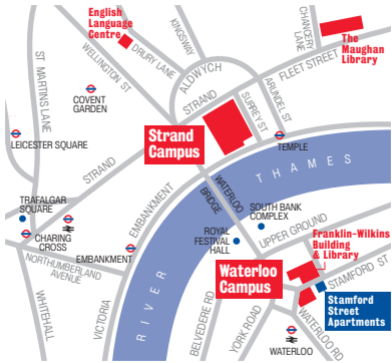 English
Language
Centre
DRURY LANE
KINGSWAY
CHANCERY
LANE
The
Maughan
Library
FLEET STREET
WELLINGTON ST
ST MARTINS LANE
ALDWYCH
COVENT
GARDEN
STRAND
SURREY ST
ARUNDEL ST
Strand
Campus
LEICESTER SQUARE
TEMPLE
STRAND
THAMES
WATERLOO
BRIDGE
EMBANKMENT
TRAFALGAR
SQUARE
SOUTH BANK
COMPLEX
CHARING
CROSS
EMBANKMENT
ROYAL
FESTIVAL
HALL
UPPER GROUND
Franklin-Wilkins
Building
& Library
NORTHUMBERLAND
AVENUE
Waterloo
Campus
STAMFORD ST
Stamford
Street
Apartments
WHITEHALL
VICTORIA
RIVER
BELVEDERE RD
YORK ROAD
WATERLOO RD
WATERLOO